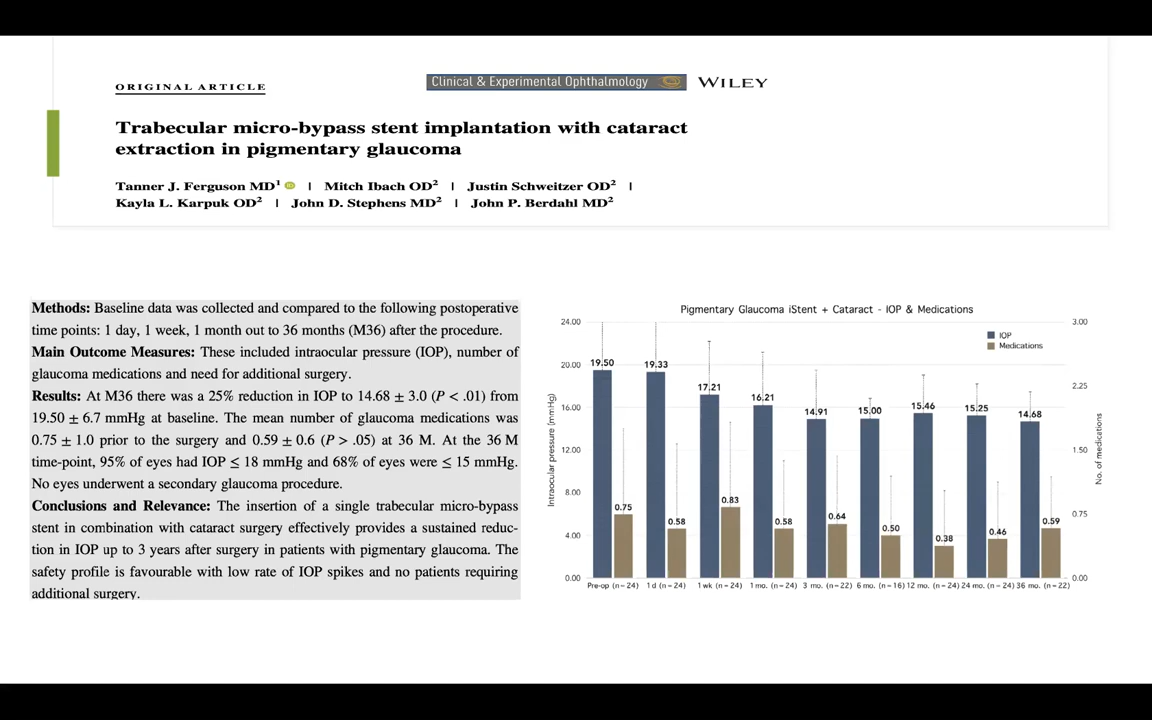 ORIGINAL ARTICLE
Clinical & Experimental Ophthalmology WILEY
Trabecular micro-bypass stent implantation with cataract
extraction in pigmentary glaucoma
Tanner J. Ferguson MD1 iD | Mitch Ibach OD2 | Justin Schweitzer OD2 |
Kayla L. Karpuk OD2 | John D. Stephens MD2 | John P. Berdahl MD2
Methods: Baseline data was collected and compared to the following postoperative
time points: 1 day, 1 week, 1 month out to 36 months (M36) after the procedure.
Main Outcome Measures: These included intraocular pressure (IOP), number of
glaucoma medications and need for additional surgery.
Results: At M36 there was a 25% reduction in IOP to 14.68 ± 3.0 (P < .01) from
19.50 ± 6.7 mmHg at baseline. The mean number of glaucoma medications was
0.75 ± 1.0 prior to the surgery and 0.59 ± 0.6 (P > .05) at 36 M. At the 36 M
time-point, 95% of eyes had IOP ≤ 18 mmHg and 68% of eyes were ≤ 15 mmHg.
No eyes underwent a secondary glaucoma procedure.
Conclusions and Relevance: The insertion of a single trabecular micro-bypass
stent in combination with cataract surgery effectively provides a sustained reduc-
tion in IOP up to 3 years after surgery in patients with pigmentary glaucoma. The
safety profile is favourable with low rate of IOP spikes and no patients requiring
additional surgery.
Pigmentary Glaucoma iStent + Cataract - IOP & Medications
24.00
20.00
16.00
12.00
8.00
4.00
0.00
Intraocular pressure (mmHg)
IOP
Medications
19.50 19.33 17.21 16.21 14.91 15.00 15.46 15.25 14.68
0.75 0.58 0.83 0.58 0.64 0.50 0.38 0.46 0.59
Pre-op (n=24) 1 d (n=24) 1 wk (n=24) 1 mo. (n=24) 3 mo. (n=22) 6 mo. (n=16) 12 mo. (n=24) 24 mo. (n=24) 36 mo. (n=22)
3.00
2.25
1.50
0.75
0.00
No. of medications